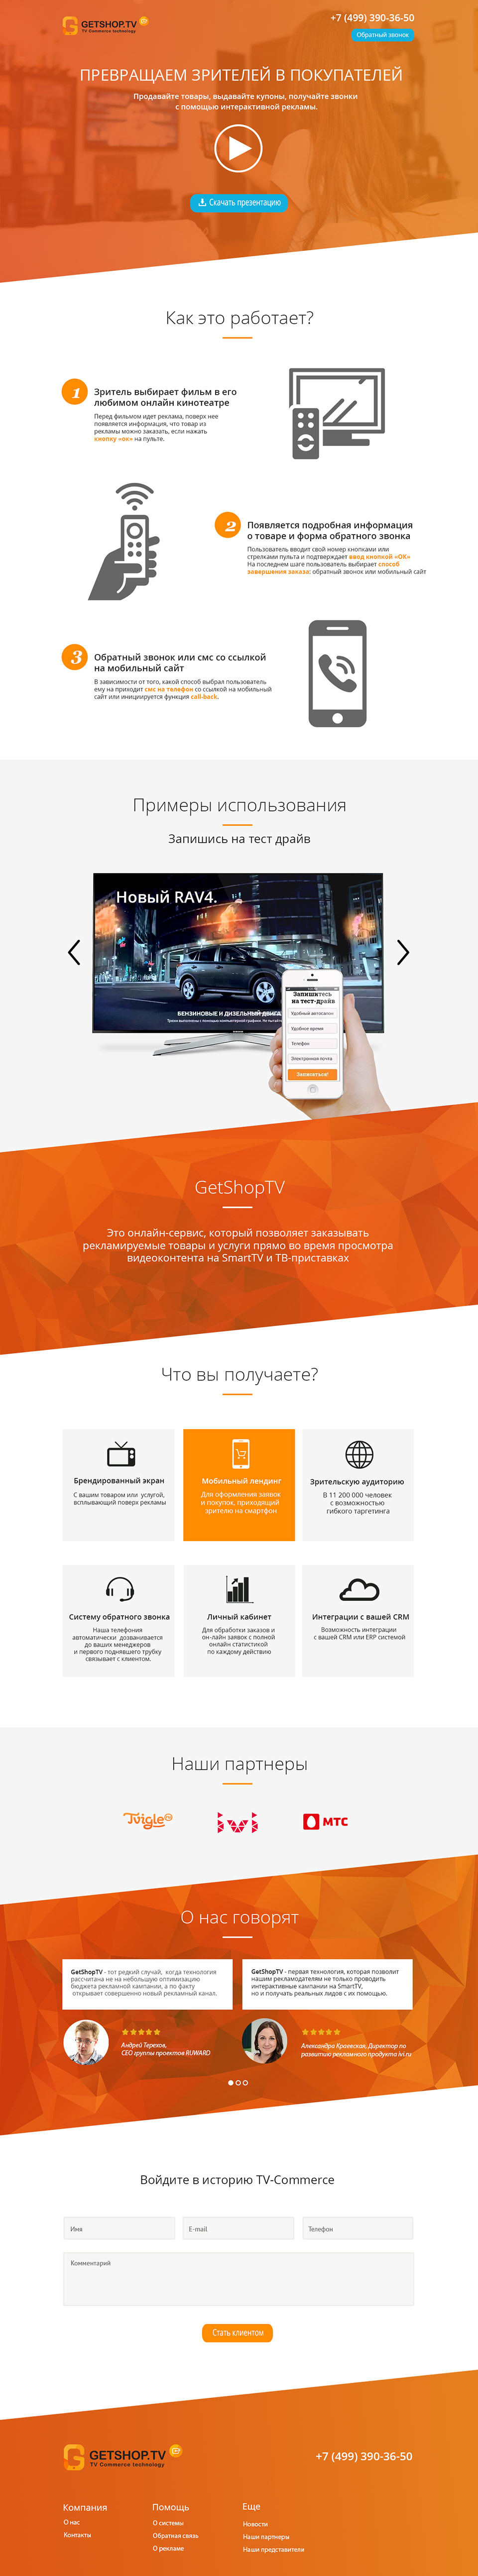 GETSHOP.TV
TV Commerce technology
+7 (499) 390-36-50
Обратный звонок
ПРЕВРАЩАЕМ ЗРИТЕЛЕЙ В ПОКУПАТЕЛЕЙ
Продавайте товары, выдавайте купоны, получайте звонки
с помощью интерактивной рекламы.
Скачать презентацию
Как это работает?
1
Зритель выбирает фильм в его
любимом онлайн кинотеатре
Перед фильмом идет реклама, поверх нее
появляется информация, что товар из
рекламы можно заказать, если нажать
кнопку «ок» на пульте.
2
Появляется подробная информация
о товаре и форма обратного звонка
Пользователь вводит свой номер кнопками или
стрелками пульта и подтверждает ввод кнопкой «ОК»
На последнем шаге пользователь выбирает способ
завершения заказа: обратный звонок или мобильный сайт
3
Обратный звонок или смс со ссылкой
на мобильный сайт
В зависимости от того, какой способ выбрал пользователь
ему на приходит смс на телефон со ссылкой на мобильный
сайт или инициируется функция call-back.
Примеры использования
Запишись на тест драйв
Новый RAV4.
БЕНЗИНОВЫЕ И ДИЗЕЛЬНЫЕ
Запишитесь
на тест-драйв
Удобный автосалон
Удобное время
Телефон
Электронная почта
Записаться!
GetShopTV
Это онлайн-сервис, который позволяет заказывать
рекламируемые товары и услуги прямо во время просмотра
видеоконтента на SmartTV и ТВ-приставках
Что вы получаете?
Брендированный экран
С вашим товаром или услугой,
всплывающий поверх рекламы
Мобильный лендинг
Для оформления заявок
и покупок, приходящий
зрителю на смартфон
Зрительскую аудиторию
В 11 200 000 человек
с возможностью
гибкого таргетинга
Систему обратного звонка
Наша телефония
автоматически дозванивается
до ваших менеджеров
и первого поднявшего трубку
связывает с клиентом.
Личный кабинет
Для обработки заказов и
он-лайн заявок с полной
онлайн статистикой
по каждому действию
Интеграции с вашей CRM
Возможность интеграции
с вашей CRM или ERP системой
Наши партнеры
Tvigle
ivi
МТС
О нас говорят
GetShopTV - тот редкий случай, когда технология
рассчитана не на небольшую оптимизацию
бюджета рекламной кампании, а по факту
открывает совершенно новый рекламный канал.
GetShopTV - первая технология, которая позволит
нашим рекламодателям не только проводить
интерактивные кампании на SmartTV,
но и получать реальных лидов с их помощью.
Андрей Терехов,
CEO группы проектов RUWARD
Александра Краевская, Директор по
развитию рекламного продукта ivi.ru
Войдите в историю TV-Commerce
Имя
E-mail
Телефон
Комментарий
Стать клиентом
GETSHOP.TV
TV Commerce technology
+7 (499) 390-36-50
Компания
О нас
Контакты
Помощь
О системы
Обратная связь
О рекламе
Еще
Новости
Наши партнеры
Наши представители